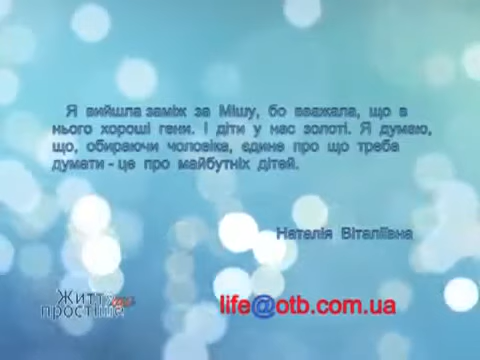 Я вийшла заміж за Мішу, бо вважала, що в
нього хороші гени. І діти у нас золоті. Я думаю,
що, обираючи чоловіка, єдине про що треба
думати - це про майбутніх дітей.
Наталія Віталіївна
Життя
простіше
life@otb.com.ua